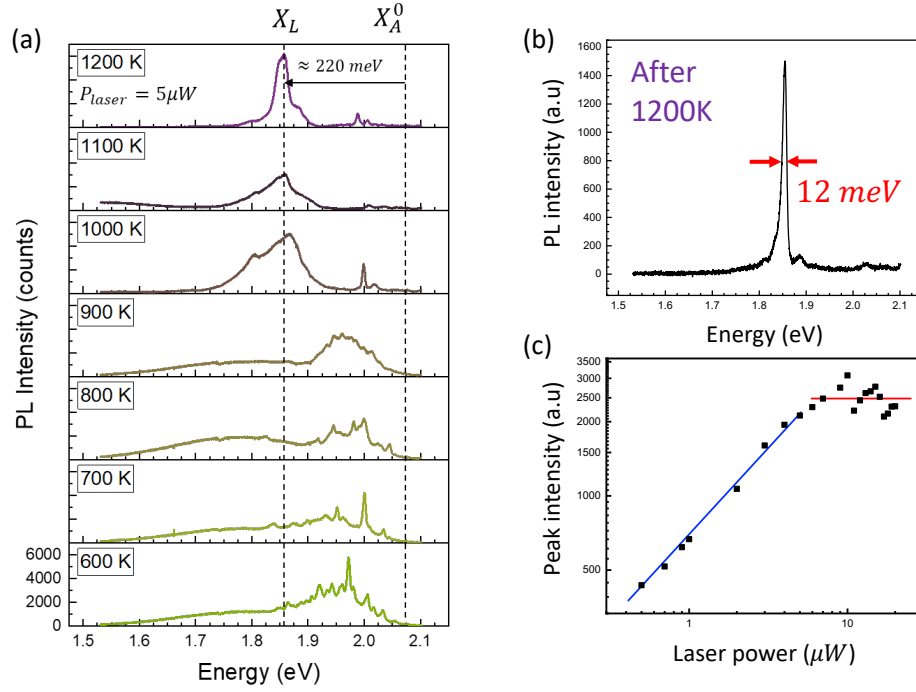 (a)
X_L
X_A^0
1200 K
≈ 220 meV
P_laser = 5μW
1100 K
1000 K
900 K
800 K
700 K
600 K
6000
4000
2000
0
PL Intensity (counts)
1.5 1.6 1.7 1.8 1.9 2.0 2.1
Energy (eV)
(b)
After
1200K
12 meV
1600
1400
1200
1000
800
600
400
200
0
PL intensity (a.u)
1.5 1.6 1.7 1.8 1.9 2.0 2.1
Energy (eV)
(c)
3500
3000
2500
2000
1500
1000
500
Peak intensity (a.u)
1 10
Laser power (μW)